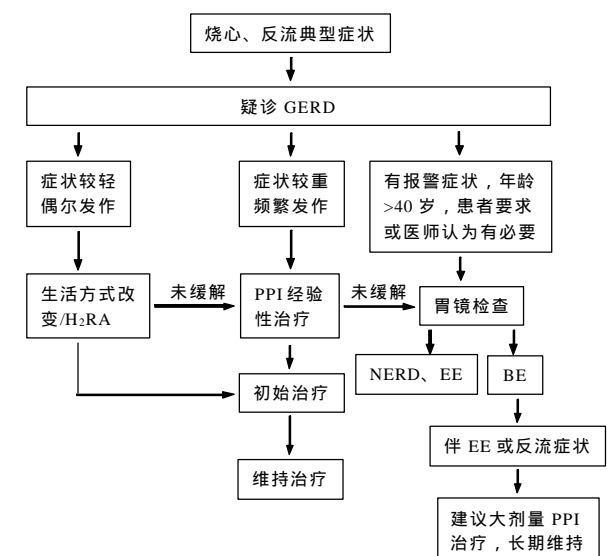 烧心、反流典型症状
疑诊 GERD
症状较轻
偶尔发作
症状较重
频繁发作
有报警症状，年龄
>40 岁，患者要求
或医师认为有必要
生活方式改
变/H₂RA
未缓解
PPI 经验
性治疗
未缓解
胃镜检查
NERD、EE
BE
初始治疗
伴 EE 或反流症状
维持治疗
建议大剂量 PPI
治疗，长期维持